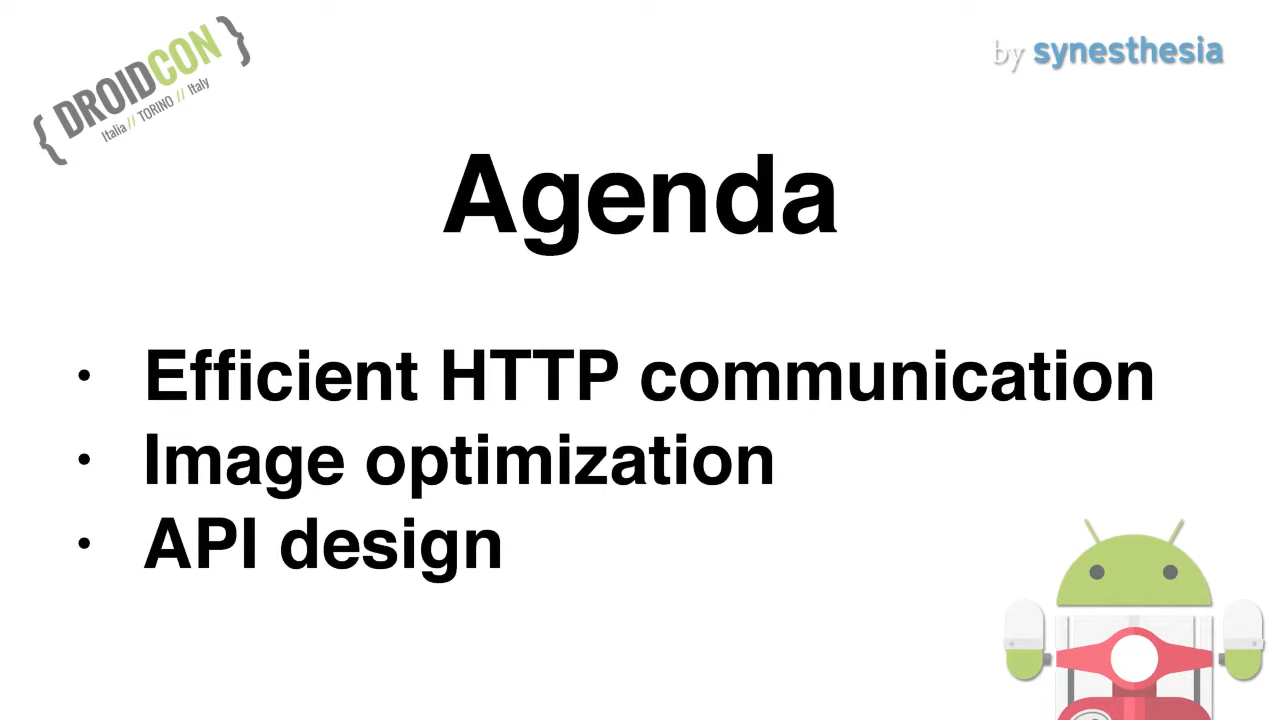 { DROIDCON }
Italia // TORINO // Italy
by synesthesia
Agenda
· Efficient HTTP communication
· Image optimization
· API design